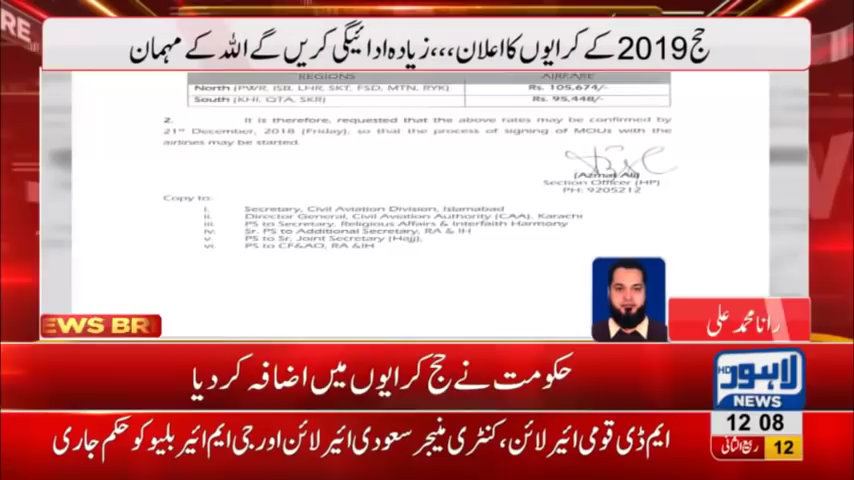 حج 2019 کے کرایوں کا اعلان،،، زیادہ ادائیگی کریں گے اللہ کے مہمان
REGIONS AIRFARE
North (PWR, ISB, LHR, SKT, FSD, MTN, RYK) Rs. 105,674/-
South (KHI, QTA, SKR) Rs. 95,448/-
2. It is therefore, requested that the above rates may be confirmed by
21st December, 2018 (Friday), so that the process of signing of MOUs with the
airlines may be started.
(Azmat Ali)
Section Officer (HP)
PH: 9205212
Copy to:
i. Secretary, Civil Aviation Division, Islamabad
ii. Director General, Civil Aviation Authority (CAA), Karachi
iii. PS to Secretary, Religious Affairs & Interfaith Harmony
iv. Sr. PS to Additional Secretary, RA & IH
v. PS to Sr. Joint Secretary (Hajj),
vi. PS to CF&AO, RA &IH
EWS BR
رانا محمد علی
حکومت نے حج کرایوں میں اضافہ کر دیا
لاہور HD
NEWS
12 08
12 ربیع الثانی
ایم ڈی قومی ائیر لائن، کنٹری منیجر سعودی ائیر لائن اور جی ایم ائیر بلیو کو حکم جاری